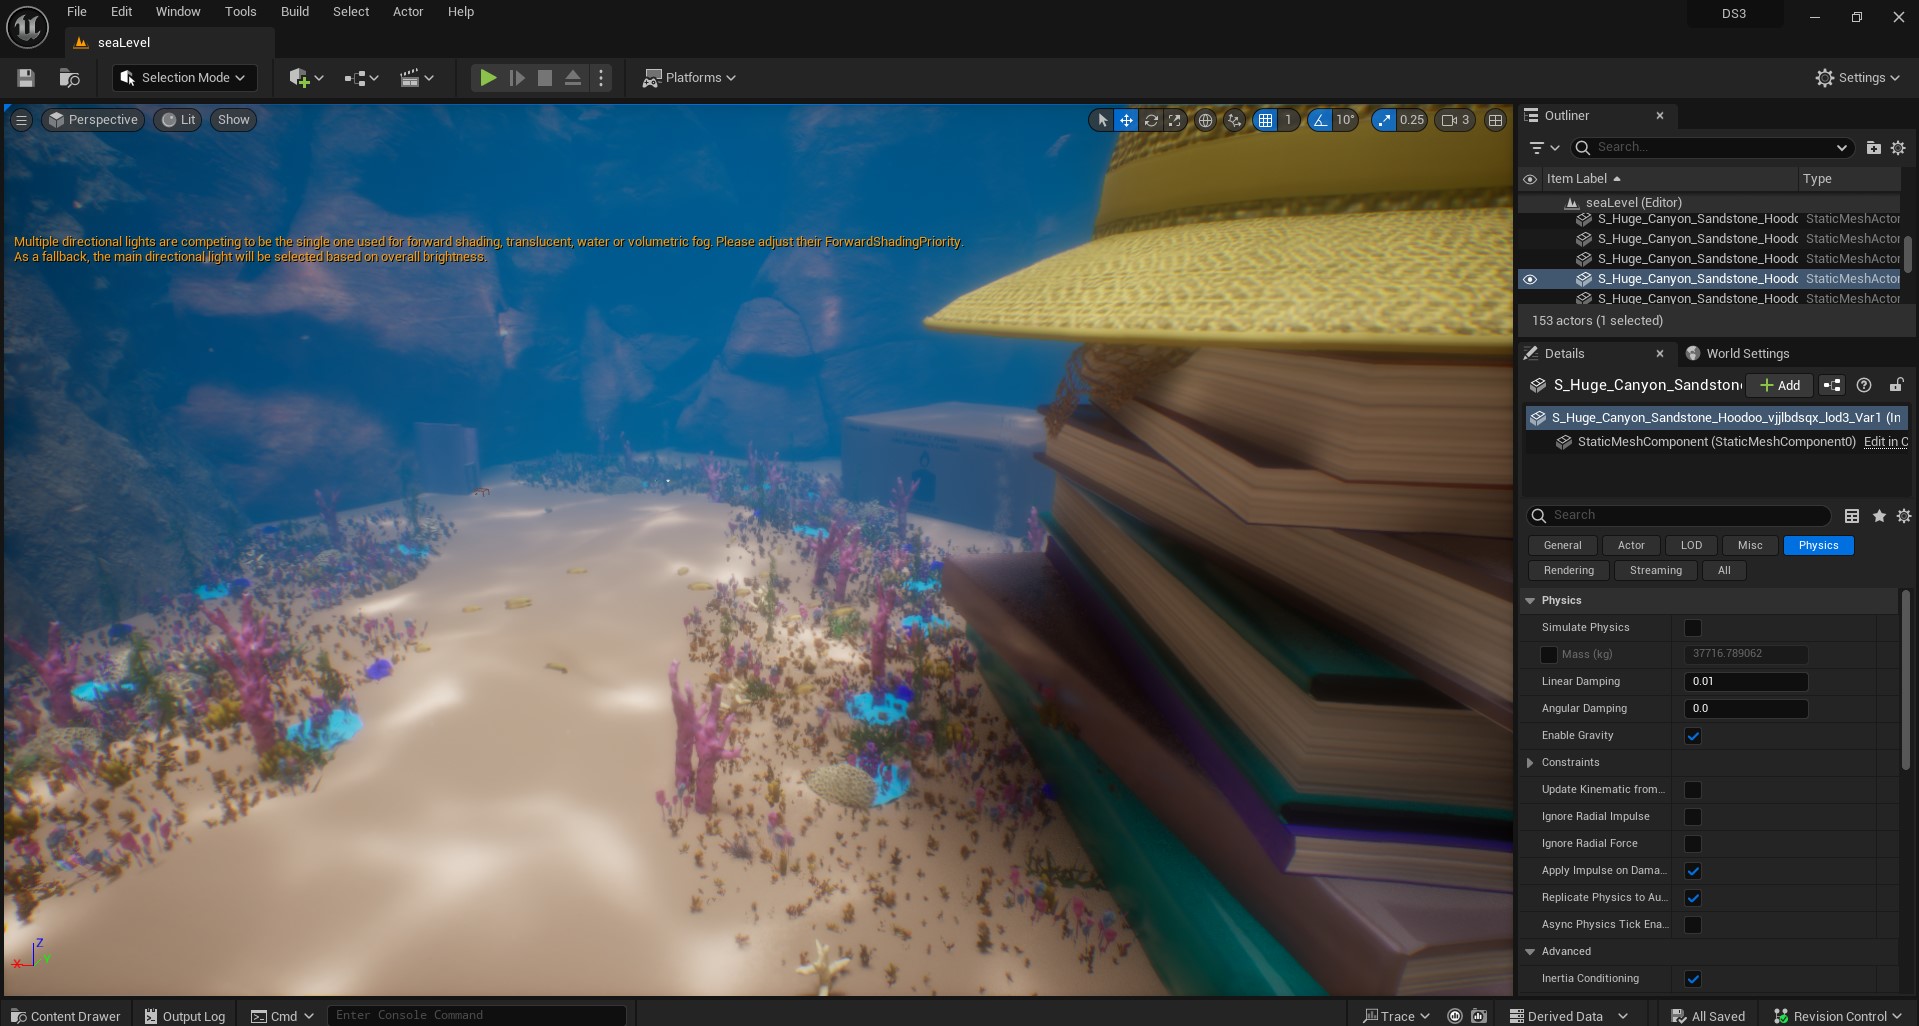 File Edit Window Tools Build Select Actor Help
DS3
seaLevel
Selection Mode
Platforms
Settings
Perspective Lit Show
1 10° 0.25 3
Multiple directional lights are competing to be the single one used for forward shading, translucent, water or volumetric fog. Please adjust their ForwardShadingPriority.
As a fallback, the main directional light will be selected based on overall brightness.
Z
X Y
Outliner
Search...
Item Label Type
seaLevel (Editor)
S_Huge_Canyon_Sandstone_Hoodo StaticMeshActor
S_Huge_Canyon_Sandstone_Hoodo StaticMeshActor
S_Huge_Canyon_Sandstone_Hoodo StaticMeshActor
S_Huge_Canyon_Sandstone_Hoodo StaticMeshActor
S_Huge_Canyon_Sandstone_Hoodo StaticMeshActor
153 actors (1 selected)
Details World Settings
S_Huge_Canyon_Sandston Add
S_Huge_Canyon_Sandstone_Hoodoo_vjjlbdsqx_lod3_Var1 (In
StaticMeshComponent (StaticMeshComponent0) Edit in C
Search
General Actor LOD Misc Physics
Rendering Streaming All
Physics
Simulate Physics
Mass (kg) 37716.789062
Linear Damping 0.01
Angular Damping 0.0
Enable Gravity
Constraints
Update Kinematic from...
Ignore Radial Impulse
Ignore Radial Force
Apply Impulse on Dama...
Replicate Physics to Au...
Async Physics Tick Ena...
Advanced
Inertia Conditioning
Content Drawer Output Log Cmd Enter Console Command Trace Derived Data All Saved Revision Control